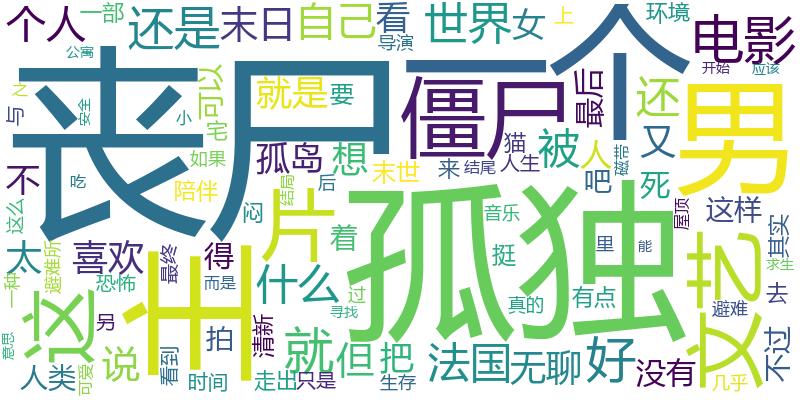 个人
一部
还是
末日
自己
看
导演
世界
女
上
环境
电影
公寓
丧尸
一个
僵尸
最后
开始
应该
之
与
安全
小
可以
就是
要
宅
还
又
男
不
如果
孤岛
想
猫
被
人
磁带
这么
吃
陪伴
末世
来
结尾
人生
吧
死
屋顶
这样
孤独
闷
结局
后
音乐
太
避难所
喜欢
最终
得
片
着
挺
里
能
文艺
其实
一种
恐怖
而是
主
什么
过
真的
有点
避难
去
求生
这
另
拍
清新
寻找
意思
说
看到
就
但
把
法国
无聊
好
没有
不过
人类
可爱
时间
走出
只是
生存
几乎